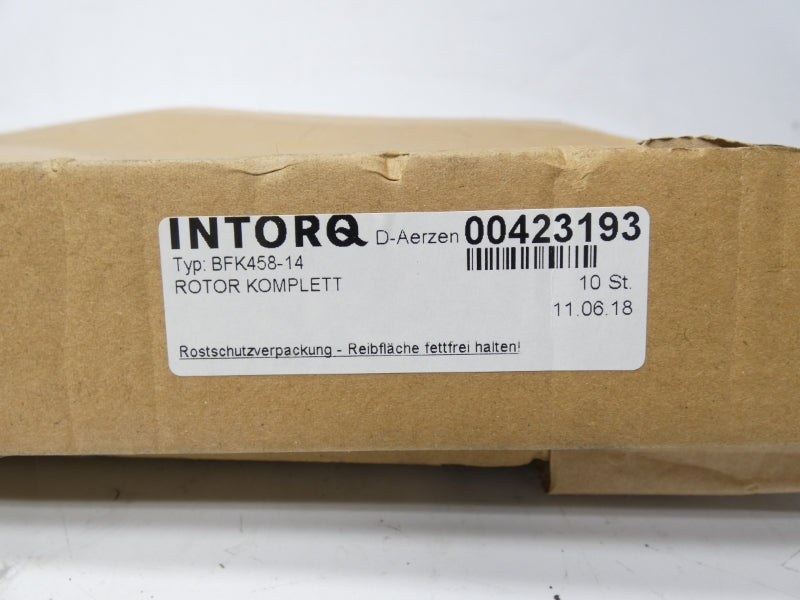 INTORQ D-Aerzen 00423193
Typ: BFK458-14
ROTOR KOMPLETT 10 St.
11.06.18
Rostschutzverpackung - Reibfläche fettfrei halten!